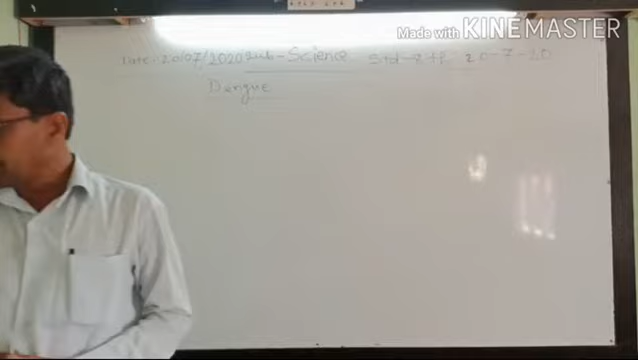 Made with KINEMASTER
Date:- 20/07/2020 Sub - Science Std - 20-7-20
Dengue